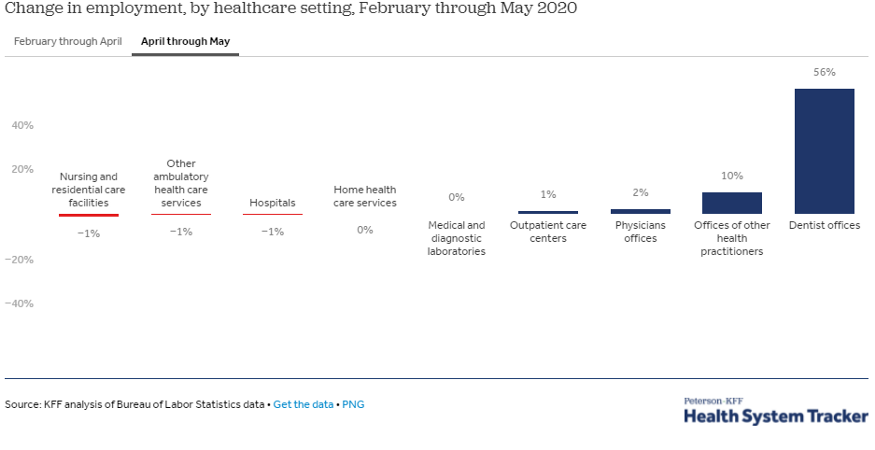 Change in employment, by healthcare setting, February through May 2020
February through April
April through May
56%
40%
20%
Nursing and
residential care
facilities
−1%
Other
ambulatory
health care
services
−1%
Hospitals
−1%
Home health
care services
0%
0%
Medical and
diagnostic
laboratories
1%
Outpatient care
centers
2%
Physicians
offices
10%
Offices of other
health
practitioners
Dentist offices
−20%
−40%
Source: KFF analysis of Bureau of Labor Statistics data • Get the data • PNG
Peterson-KFF
Health System Tracker